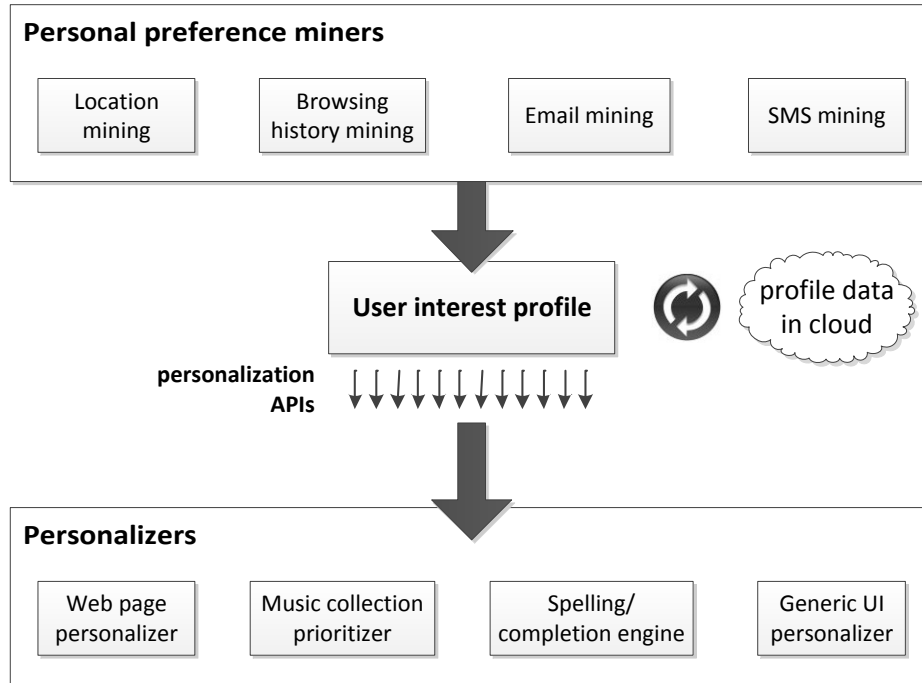 Personal preference miners
Location
mining
Browsing
history mining
Email mining
SMS mining
User interest profile
profile data
in cloud
personalization
APIs
Personalizers
Web page
personalizer
Music collection
prioritizer
Spelling/
completion engine
Generic UI
personalizer